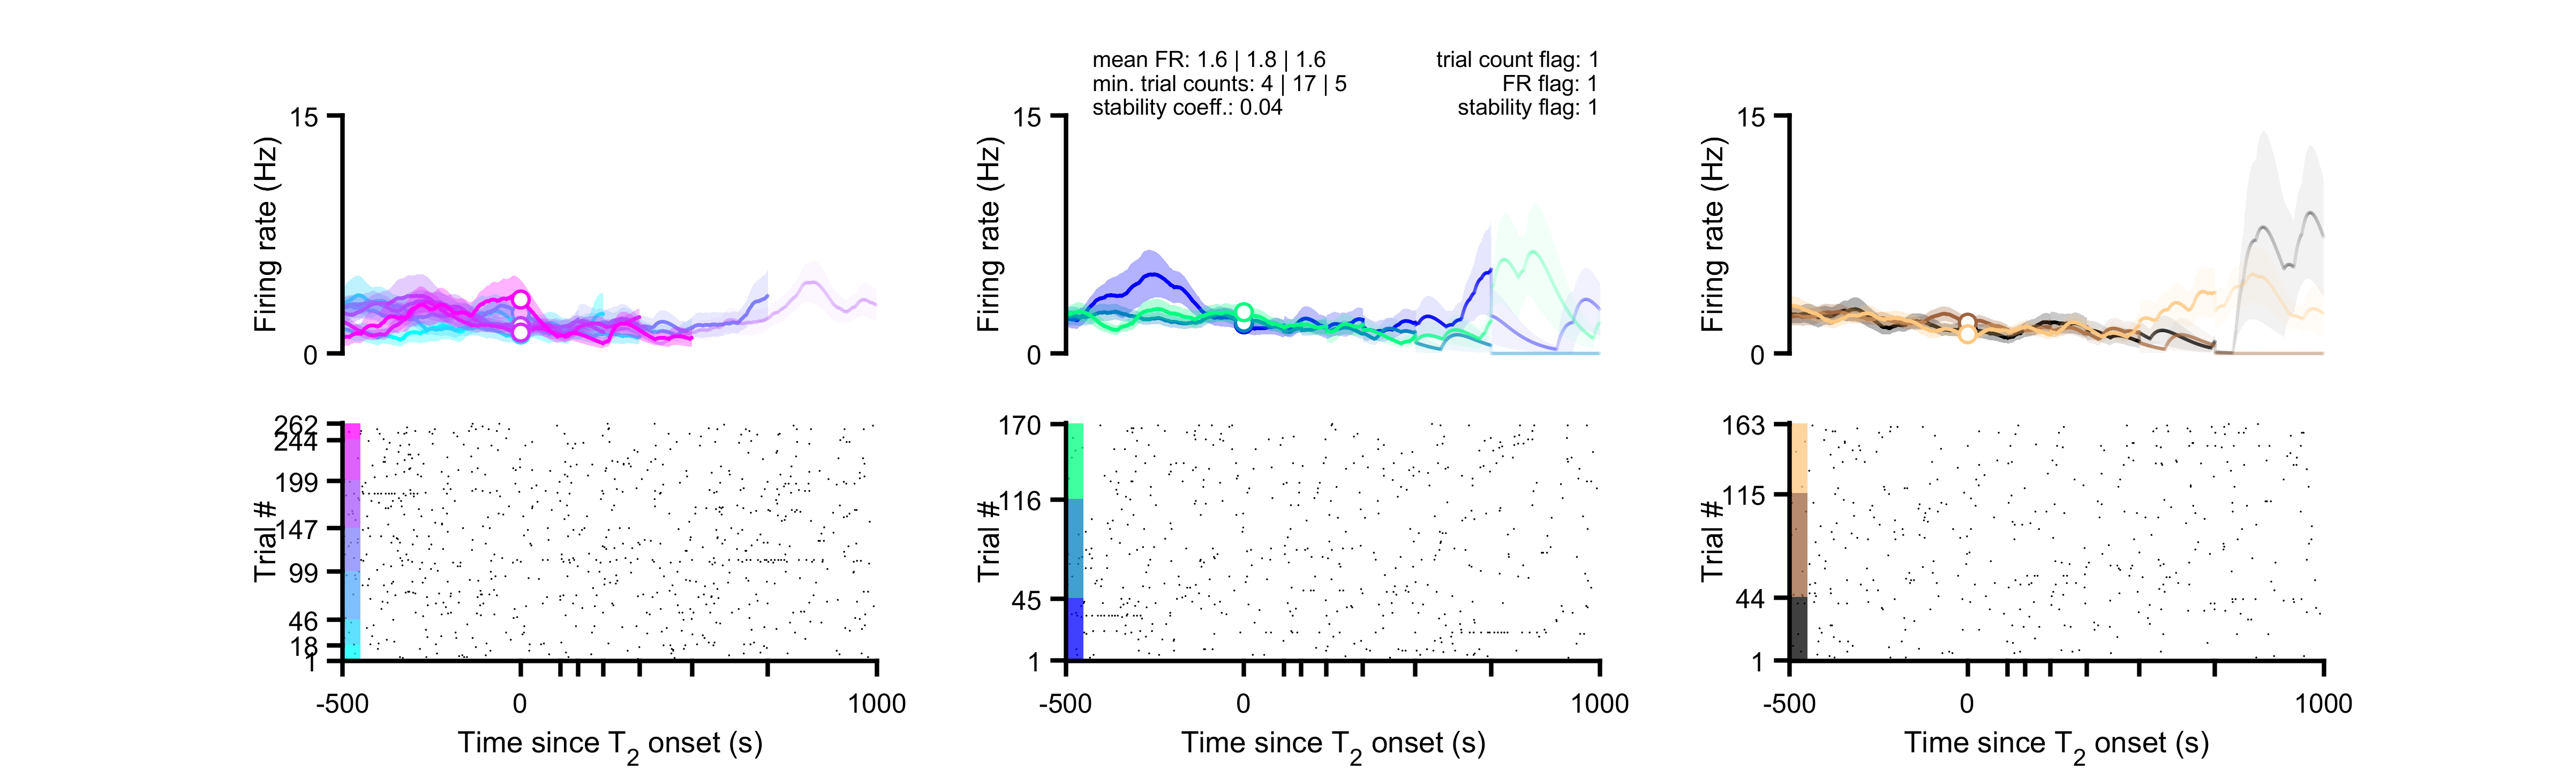 mean FR: 1.6 | 1.8 | 1.6
min. trial counts: 4 | 17 | 5
stability coeff.: 0.04
trial count flag: 1
FR flag: 1
stability flag: 1
15
Firing rate (Hz)
0
15
Firing rate (Hz)
0
15
Firing rate (Hz)
0
262
244
199
147
99
46
18
1
Trial #
-500
0
1000
Time since T2 onset (s)
170
116
45
1
Trial #
-500
0
1000
Time since T2 onset (s)
163
115
44
1
Trial #
-500
0
1000
Time since T2 onset (s)